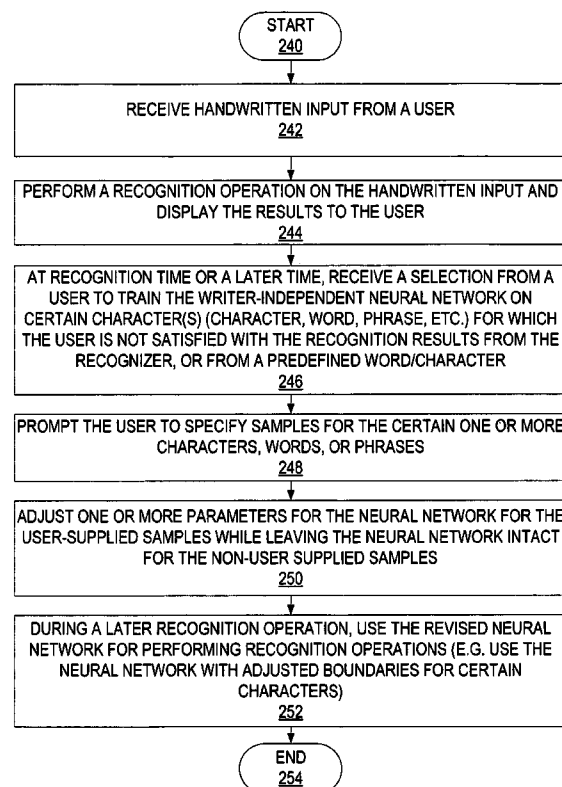 START
240
RECEIVE HANDWRITTEN INPUT FROM A USER
242
PERFORM A RECOGNITION OPERATION ON THE HANDWRITTEN INPUT AND
DISPLAY THE RESULTS TO THE USER
244
AT RECOGNITION TIME OR A LATER TIME, RECEIVE A SELECTION FROM A
USER TO TRAIN THE WRITER-INDEPENDENT NEURAL NETWORK ON
CERTAIN CHARACTER(S) (CHARACTER, WORD, PHRASE, ETC.) FOR WHICH
THE USER IS NOT SATISFIED WITH THE RECOGNITION RESULTS FROM THE
RECOGNIZER, OR FROM A PREDEFINED WORD/CHARACTER
246
PROMPT THE USER TO SPECIFY SAMPLES FOR THE CERTAIN ONE OR MORE
CHARACTERS, WORDS, OR PHRASES
248
ADJUST ONE OR MORE PARAMETERS FOR THE NEURAL NETWORK FOR THE
USER-SUPPLIED SAMPLES WHILE LEAVING THE NEURAL NETWORK INTACT
FOR THE NON-USER SUPPLIED SAMPLES
250
DURING A LATER RECOGNITION OPERATION, USE THE REVISED NEURAL
NETWORK FOR PERFORMING RECOGNITION OPERATIONS (E.G. USE THE
NEURAL NETWORK WITH ADJUSTED BOUNDARIES FOR CERTAIN
CHARACTERS)
252
END
254